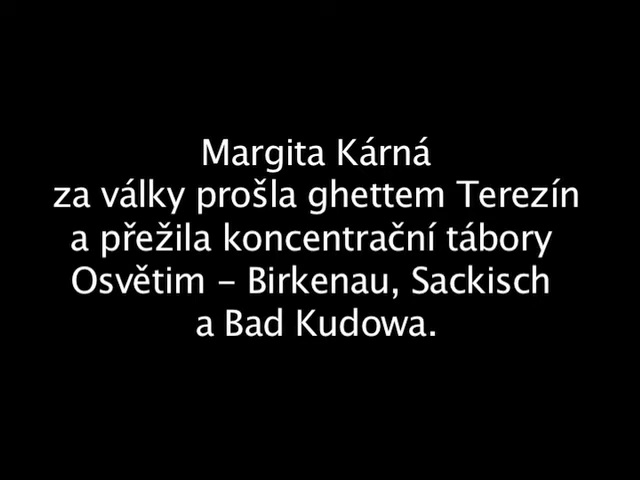 Margita Kárná
za války prošla ghettem Terezín
a přežila koncentrační tábory
Osvětim – Birkenau, Sackisch
a Bad Kudowa.